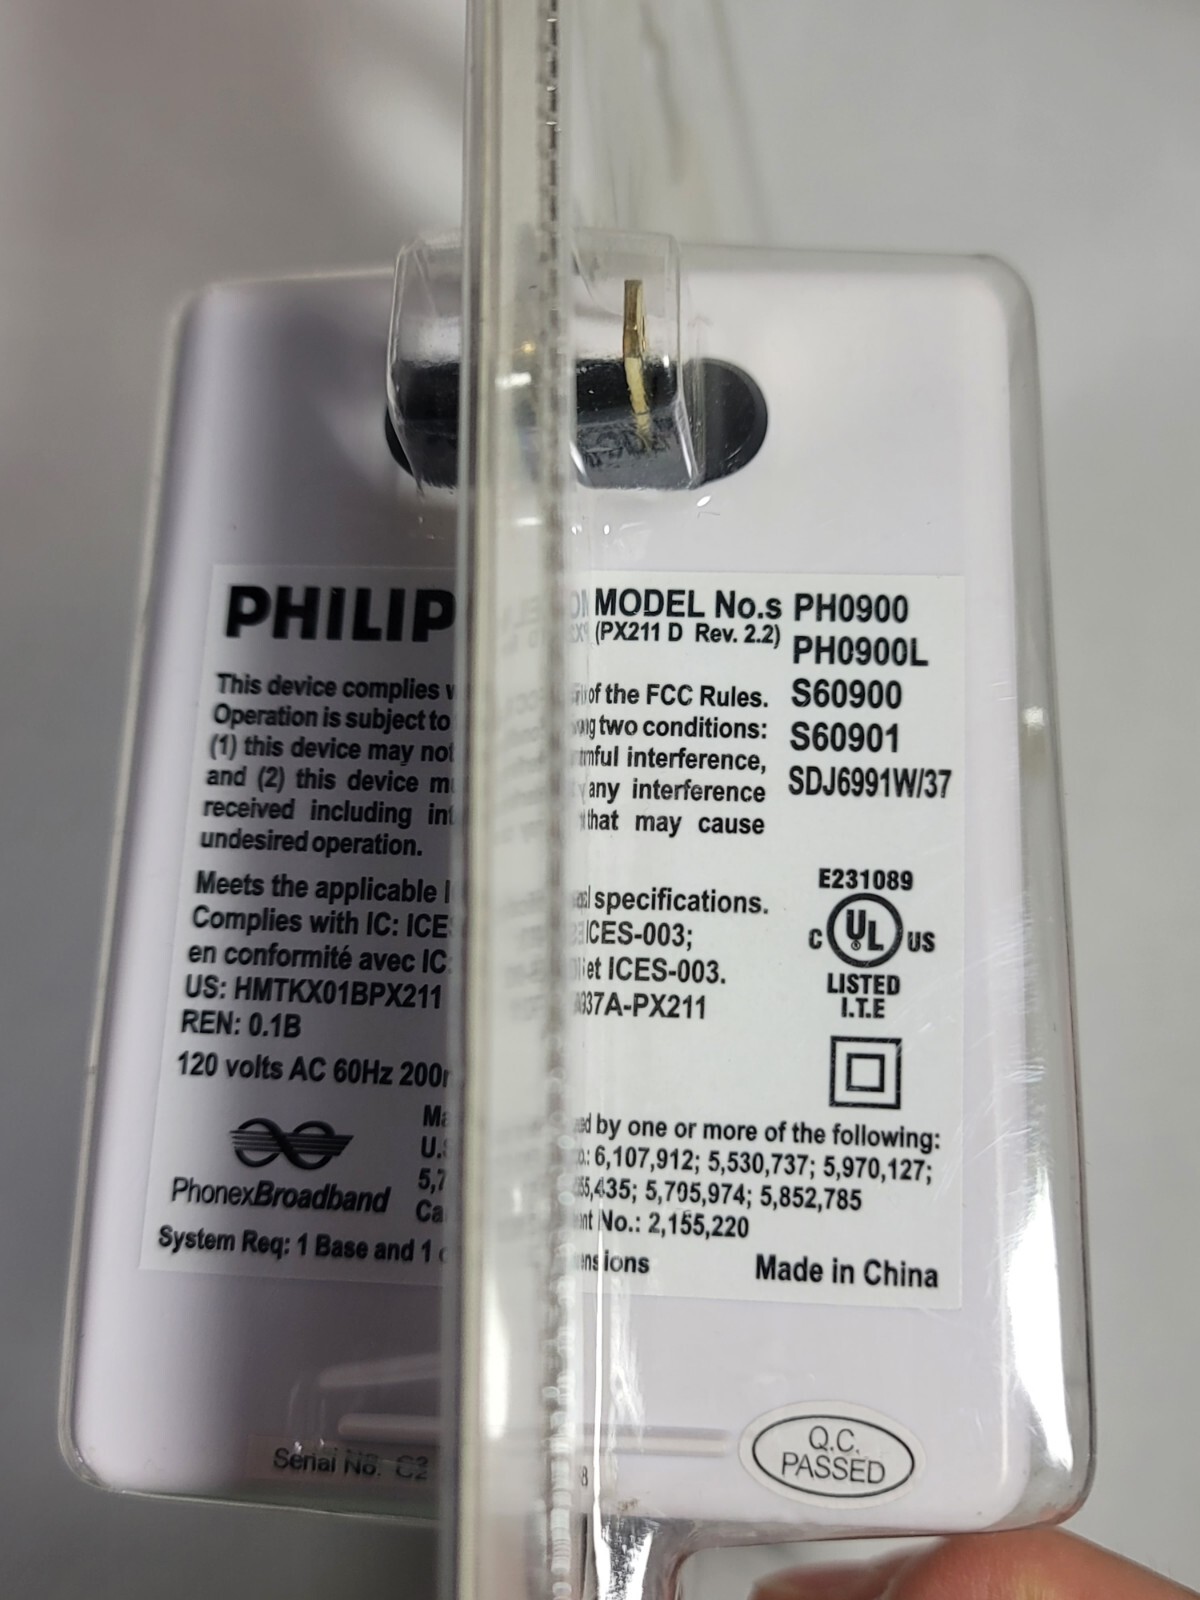 PHILIP MODEL No.s PH0900
(PX211 D Rev. 2.2)
PH0900L
S60900
S60901
SDJ6991W/37
This device complies of the FCC Rules.
Operation is subject to two conditions:
(1) this device may not interference,
and (2) this device any interference
received including that may cause
undesired operation.
Meets the applicable specifications.
Complies with IC: ICES-003;
en conformité avec IC et ICES-003.
US: HMTKX01BPX211 937A-PX211
REN: 0.1B
120 volts AC 60Hz
E231089
C UL US
LISTED
I.T.E
PhonexBroadband
by one or more of the following:
6,107,912; 5,530,737; 5,970,127;
435; 5,705,974; 5,852,785
No.: 2,155,220
System Req: 1 Base and 1
Made in China
Serial No. C2
Q.C.
PASSED